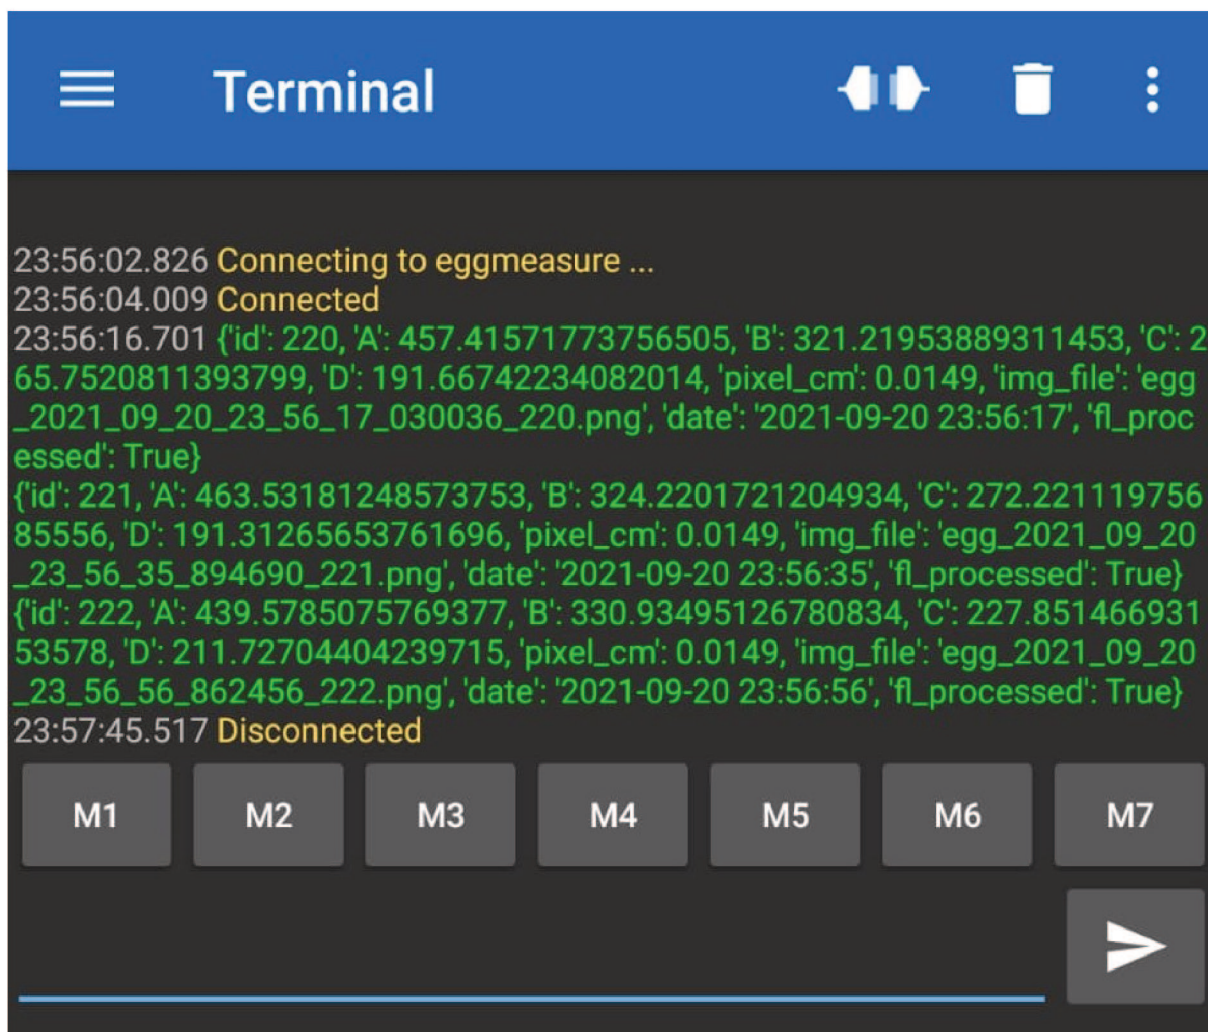 Terminal
23:56:02.826 Connecting to eggmeasure ...
23:56:04.009 Connected
23:56:16.701 {'id': 220, 'A': 457.41571773756505, 'B': 321.21953889311453, 'C': 2
65.7520811393799, 'D': 191.66742234082014, 'pixel_cm': 0.0149, 'img_file': 'egg
_2021_09_20_23_56_17_030036_220.png', 'date': '2021-09-20 23:56:17', 'fl_proc
essed': True}
{'id': 221, 'A': 463.53181248573753, 'B': 324.2201721204934, 'C': 272.221119756
85556, 'D': 191.31265653761696, 'pixel_cm': 0.0149, 'img_file': 'egg_2021_09_20
_23_56_35_894690_221.png', 'date': '2021-09-20 23:56:35', 'fl_processed': True}
{'id': 222, 'A': 439.5785075769377, 'B': 330.93495126780834, 'C': 227.851466931
53578, 'D': 211.72704404239715, 'pixel_cm': 0.0149, 'img_file': 'egg_2021_09_20
_23_56_56_862456_222.png', 'date': '2021-09-20 23:56:56', 'fl_processed': True}
23:57:45.517 Disconnected
M1 M2 M3 M4 M5 M6 M7